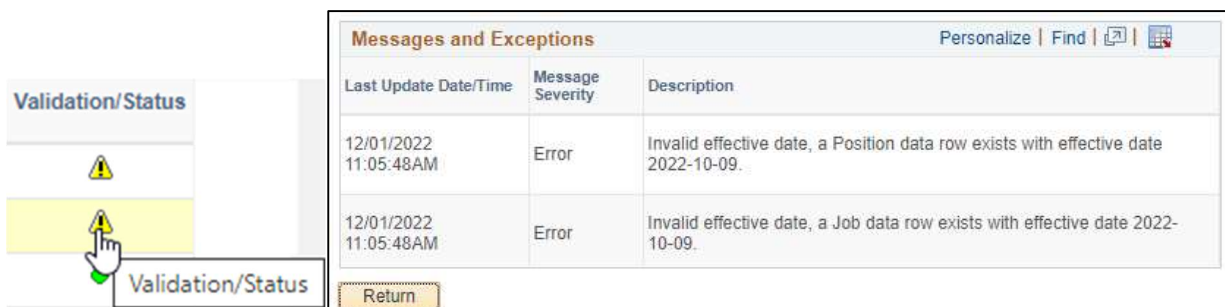 Validation/Status
Validation/Status
Messages and Exceptions
Personalize | Find |
Last Update Date/Time
Message
Severity
Description
12/01/2022
11:05:48AM
Error
Invalid effective date, a Position data row exists with effective date
2022-10-09.
12/01/2022
11:05:48AM
Error
Invalid effective date, a Job data row exists with effective date 2022-
10-09.
Return